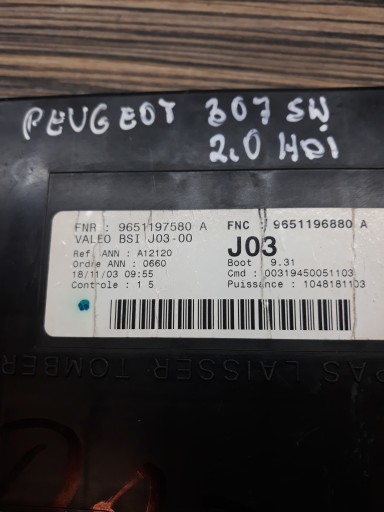 PEUGEOT 307 SW
2.0 HDI
FNR : 9651197580 A FNC : 9651196880 A
VALEO BSI J03-00 J03
Ref. ANN : A12120 Boot 9.31
Ordre ANN : 0660 Cmd : 00319450051103
18/11/03 09:55 Puissance : 1048181103
Controle : 1 5
PAS LAISSER TOMBER